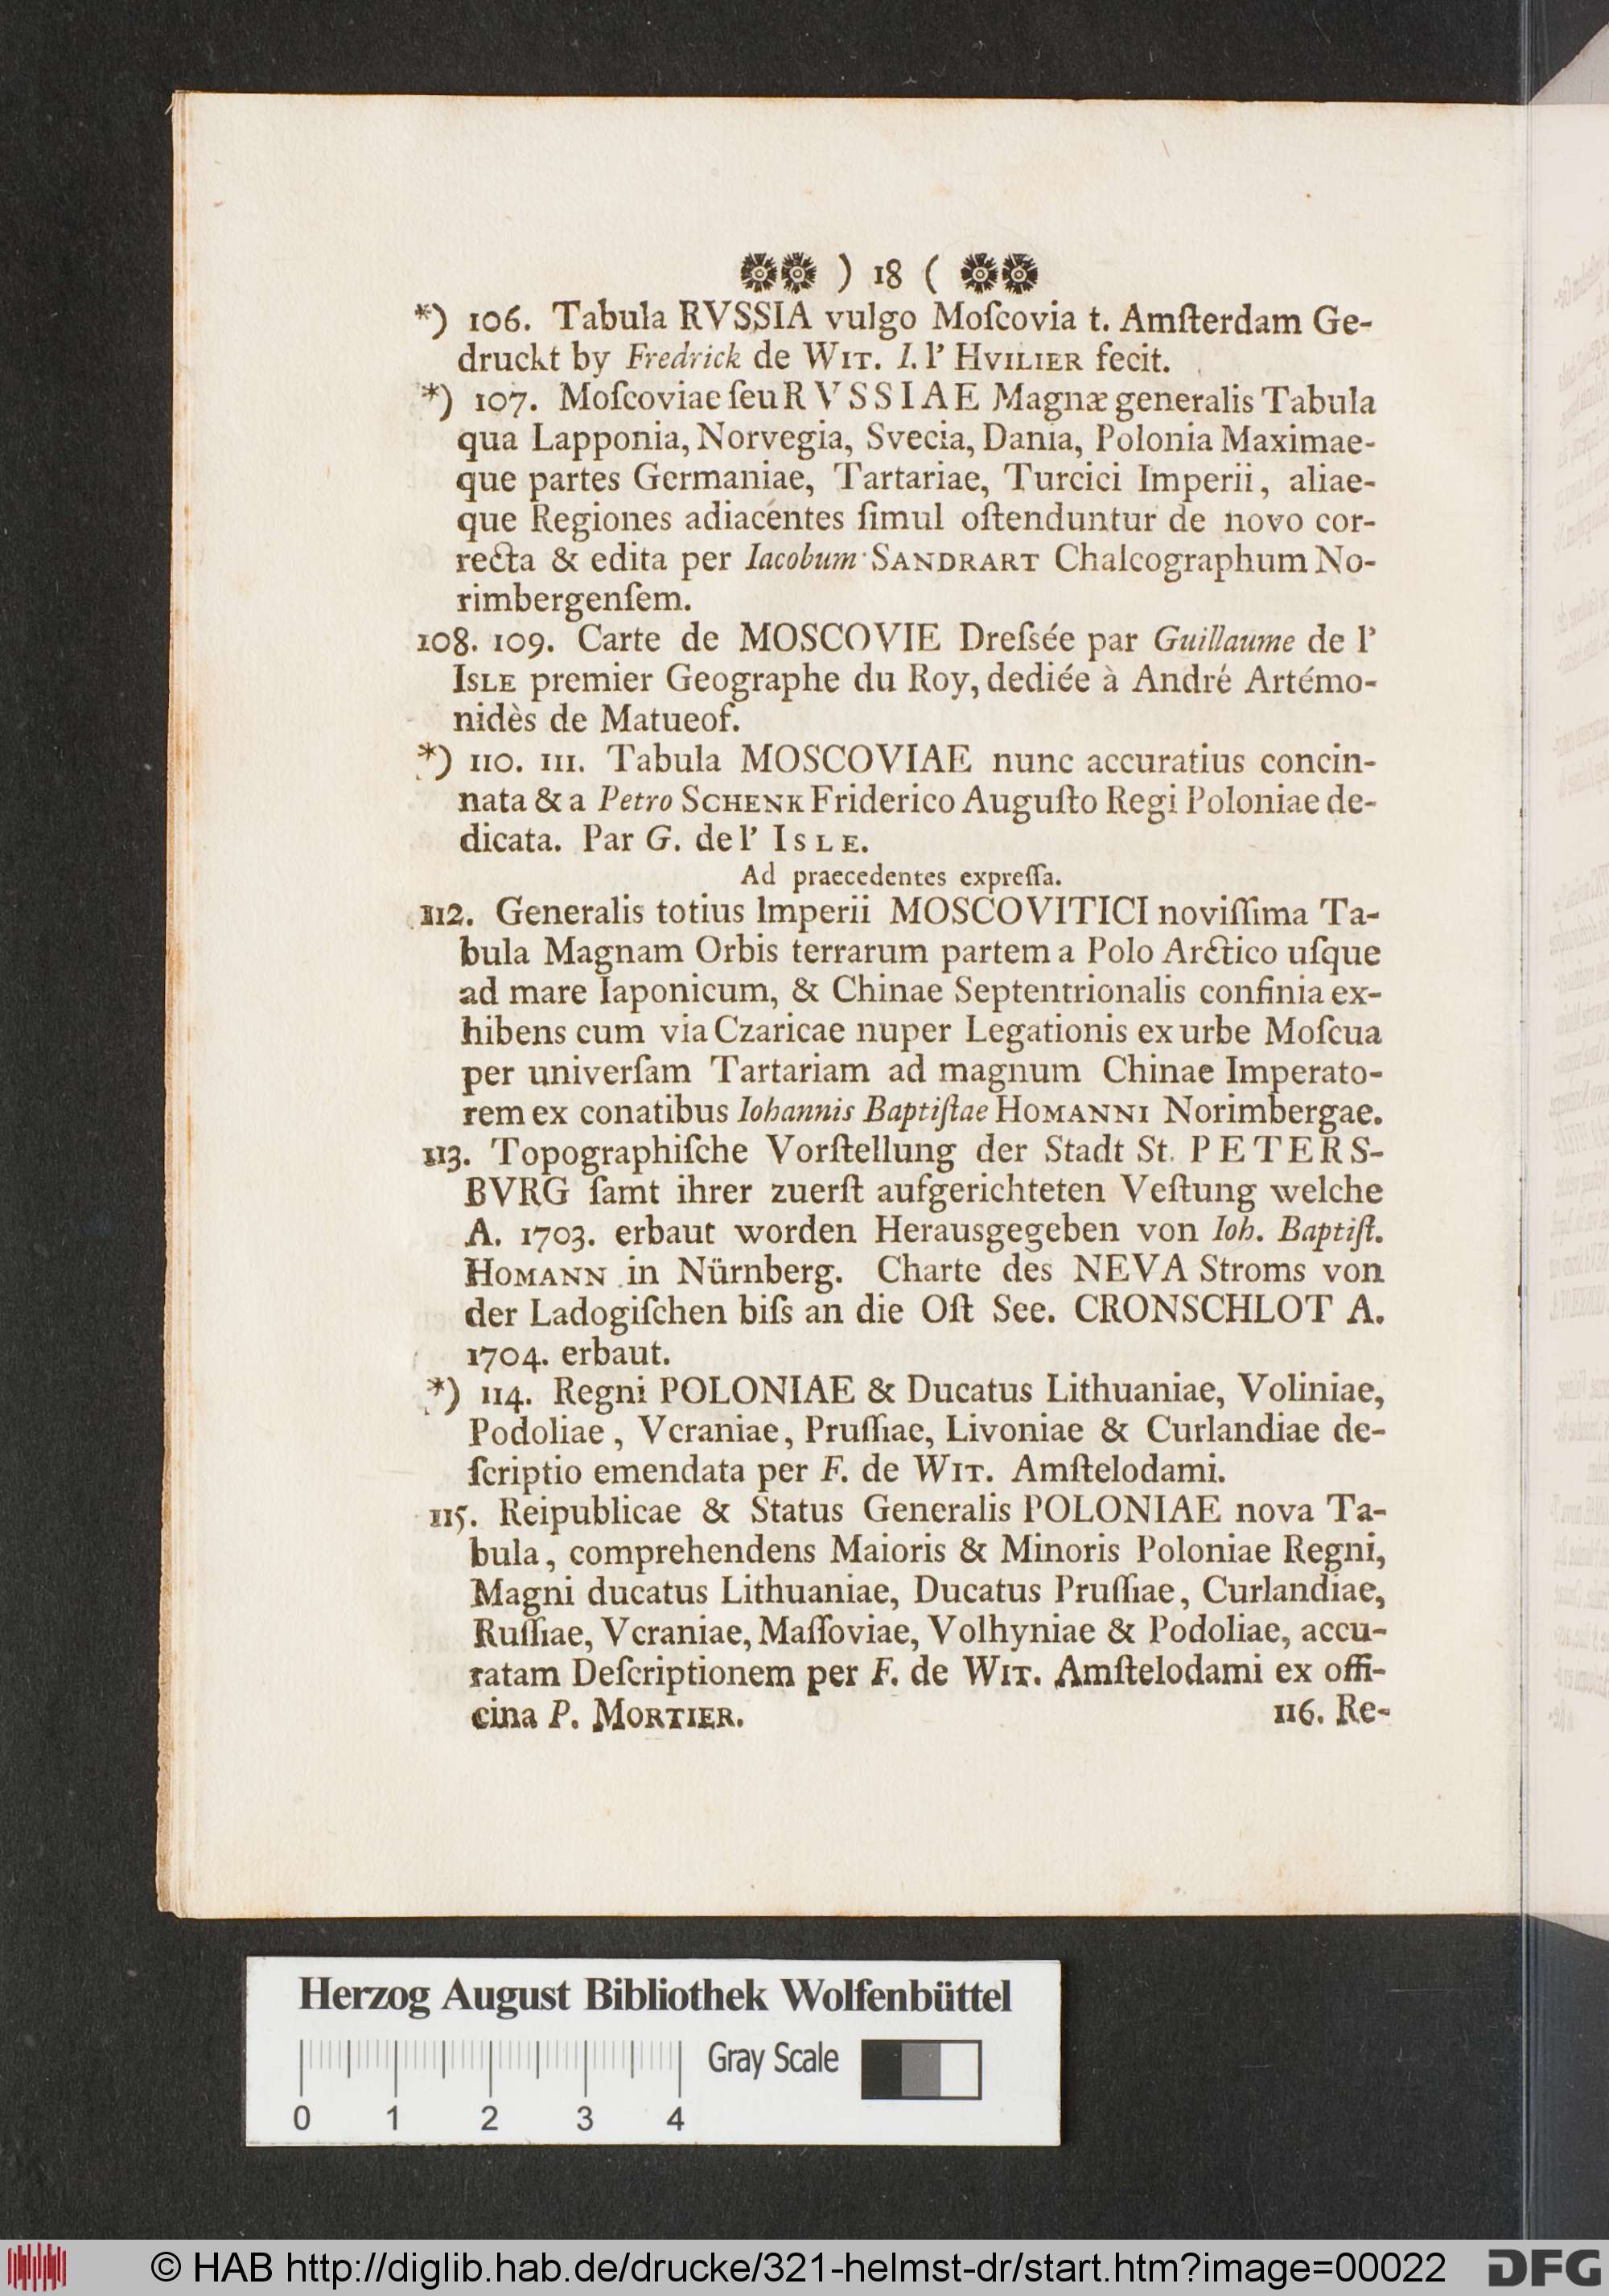 ) 18 (
*) 106. Tabula RVSSIA vulgo Moſcovia t. Amſterdam Ge-
druckt by Fredrick de WIT. I. l' HVILIER fecit.
*) 107. Moſcoviae ſeu RVSSIAE Magnæ generalis Tabula
qua Lapponia, Norvegia, Svecia, Dania, Polonia Maximae-
que partes Germaniae, Tartariae, Turcici Imperii, aliae-
que Regiones adiacentes ſimul oſtenduntur de novo cor-
recta & edita per Iacobum SANDRART Chalcographum No-
rimbergenſem.
108. 109. Carte de MOSCOVIE Dreſsée par Guillaume de l'
ISLE premier Geographe du Roy, dediée à André Artémo-
nidès de Matueof.
*) 110. 111. Tabula MOSCOVIAE nunc accuratius concin-
nata & a Petro SCHENK Friderico Auguſto Regi Poloniae de-
dicata. Par G. de l' ISLE.
Ad praecedentes expreſſa.
112. Generalis totius Imperii MOSCOVITICI noviſſima Ta-
bula Magnam Orbis terrarum partem a Polo Arctico uſque
ad mare Iaponicum, & Chinae Septentrionalis confinia ex-
hibens cum via Czaricae nuper Legationis ex urbe Moſcua
per univerſam Tartariam ad magnum Chinae Imperato-
rem ex conatibus Iohannis Baptiſtae HOMANNI Norimbergae.
113. Topographiſche Vorſtellung der Stadt St. PETERS-
BVRG ſamt ihrer zuerſt aufgerichteten Veſtung welche
A. 1703. erbaut worden Herausgegeben von Ioh. Baptiſt.
HOMANN in Nürnberg. Charte des NEVA Stroms von
der Ladogiſchen biſs an die Oſt See. CRONSCHLOT A.
1704. erbaut.
*) 114. Regni POLONIAE & Ducatus Lithuaniae, Voliniae,
Podoliae, Vcraniae, Pruſſiae, Livoniae & Curlandiae de-
ſcriptio emendata per F. de WIT. Amſtelodami.
115. Reipublicae & Status Generalis POLONIAE nova Ta-
bula, comprehendens Maioris & Minoris Poloniae Regni,
Magni ducatus Lithuaniae, Ducatus Pruſſiae, Curlandiae,
Ruſſiae, Vcraniae, Maſſoviae, Volhyniae & Podoliae, accu-
ratam Deſcriptionem per F. de WIT. Amſtelodami ex offi-
cina P. MORTIER.
116. Re-
Herzog August Bibliothek Wolfenbüttel
Gray Scale
0 1 2 3 4
© HAB http://diglib.hab.de/drucke/321-helmst-dr/start.htm?image=00022
DFG